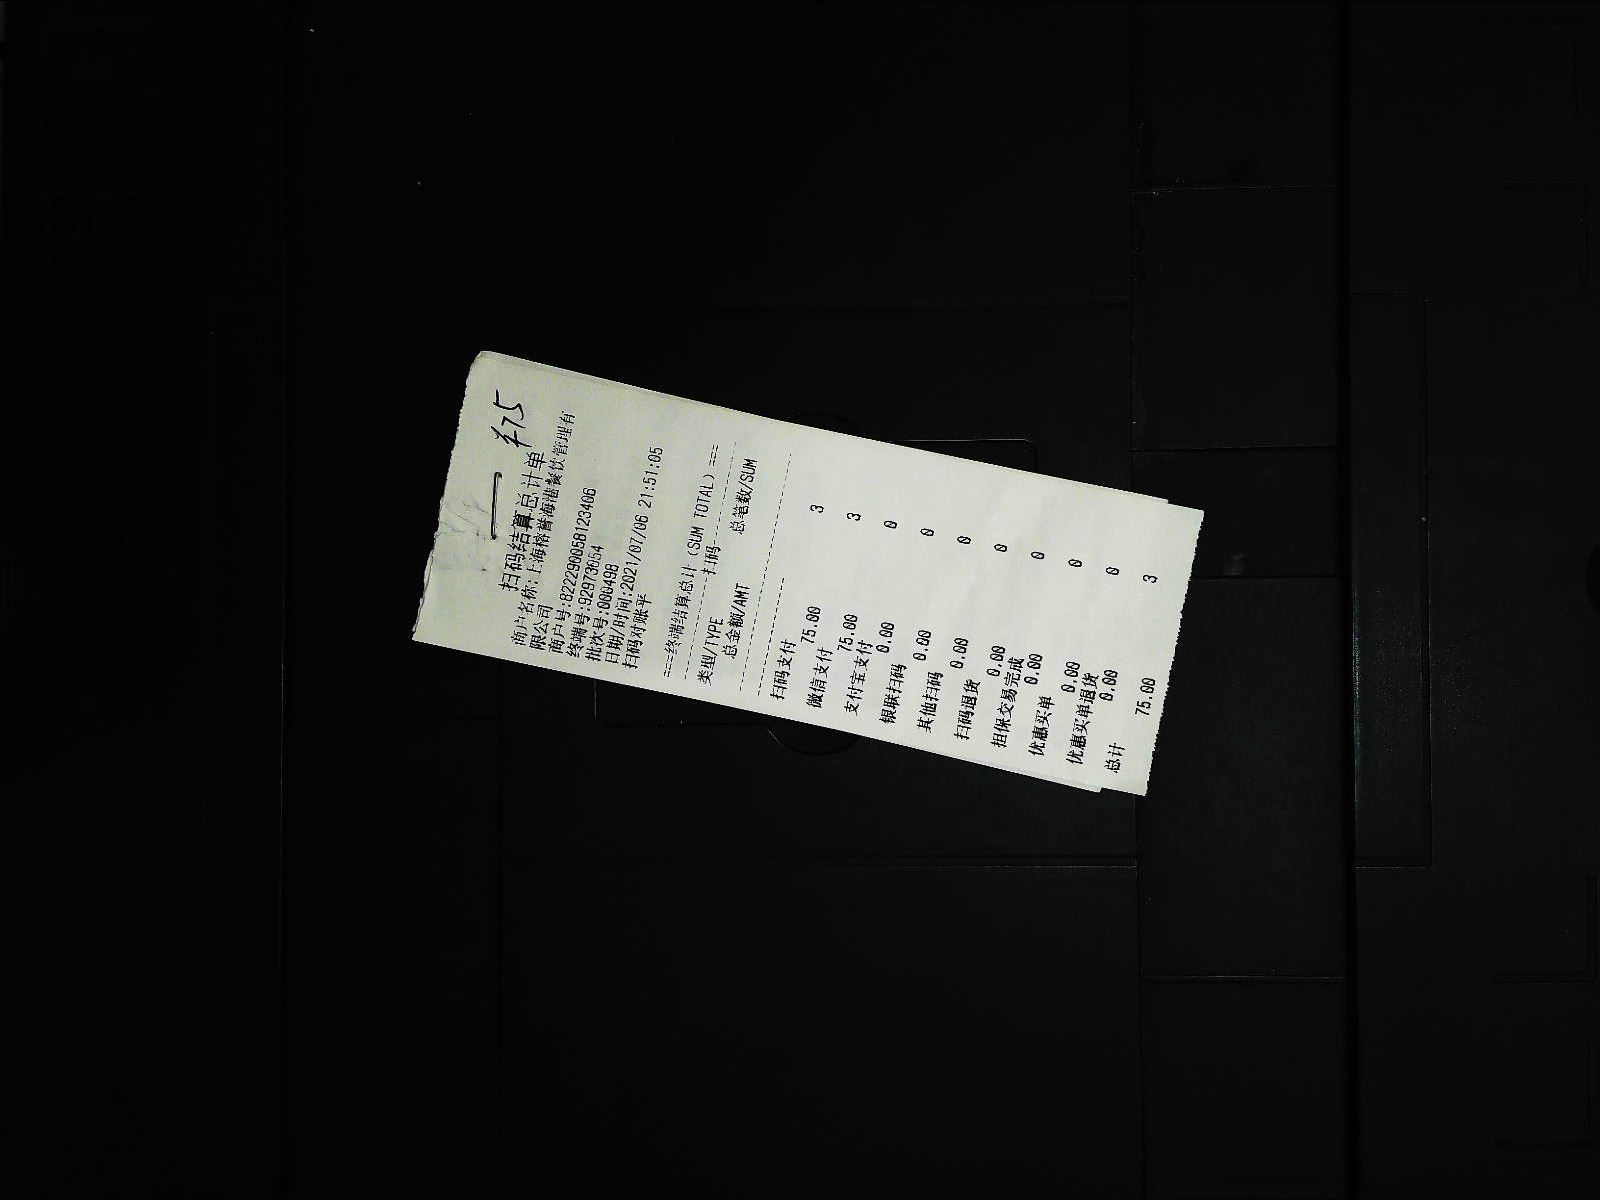 ¥75
扫码结算总计单
商户名称:上海榕誉海港餐饮管理有
限公司
商户号:822290058123406
终端号:92973054
批次号:000498
日期/时间:2021/07/06 21:51:05
扫码对账平
===终端结算总计(SUM TOTAL)===
----------扫码----------
类型/TYPE 总笔数/SUM
总金额/AMT
扫码支付 3
75.00
微信支付 3
75.00
支付宝支付 0
0.00
银联扫码 0
0.00
其他扫码 0
0.00
扫码退货 0
0.00
担保交易完成 0
0.00
优惠买单 0
0.00
优惠买单退货 0
0.00
总计 3
75.00